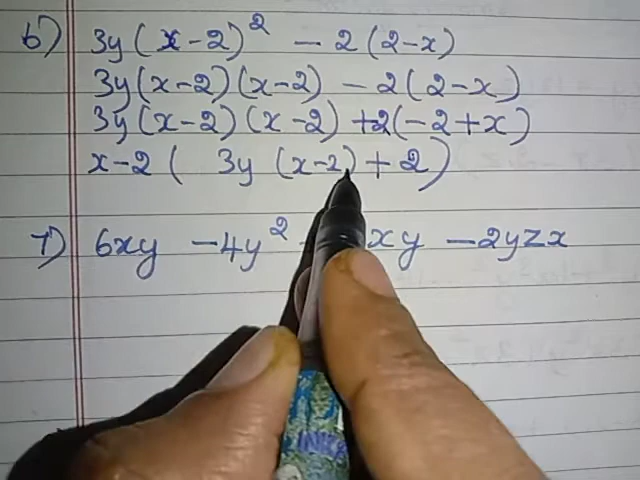 6) 3y(x-2)² - 2(2-x)
3y(x-2)(x-2) - 2(2-x)
3y(x-2)(x-2) +2(-2+x)
x-2( 3y (x-2)+2)
7) 6xy -4y² xy -2yzx